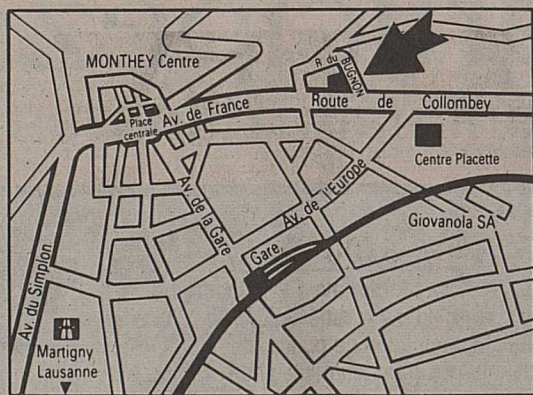 MONTHEY Centre
R. du
BUGNON
Place
centrale
Av. de France
Route de Collombey
Centre Placette
Av. de la Gare
Av. de l'Europe
Giovanola SA
Gare
Av. du Simplon
Martigny
Lausanne